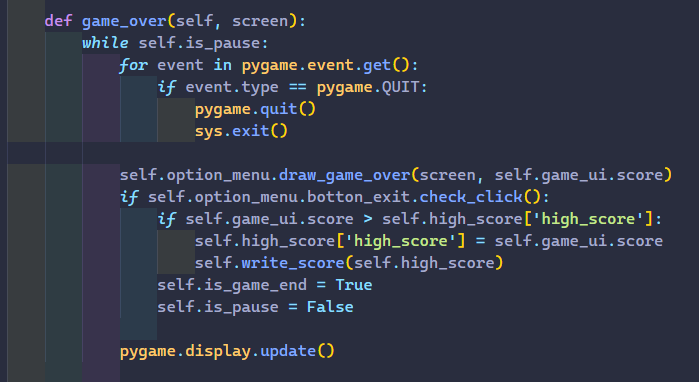 def game_over(self, screen):
while self.is_pause:
for event in pygame.event.get():
if event.type == pygame.QUIT:
pygame.quit()
sys.exit()
self.option_menu.draw_game_over(screen, self.game_ui.score)
if self.option_menu.botton_exit.check_click():
if self.game_ui.score > self.high_score['high_score']:
self.high_score['high_score'] = self.game_ui.score
self.write_score(self.high_score)
self.is_game_end = True
self.is_pause = False
pygame.display.update()